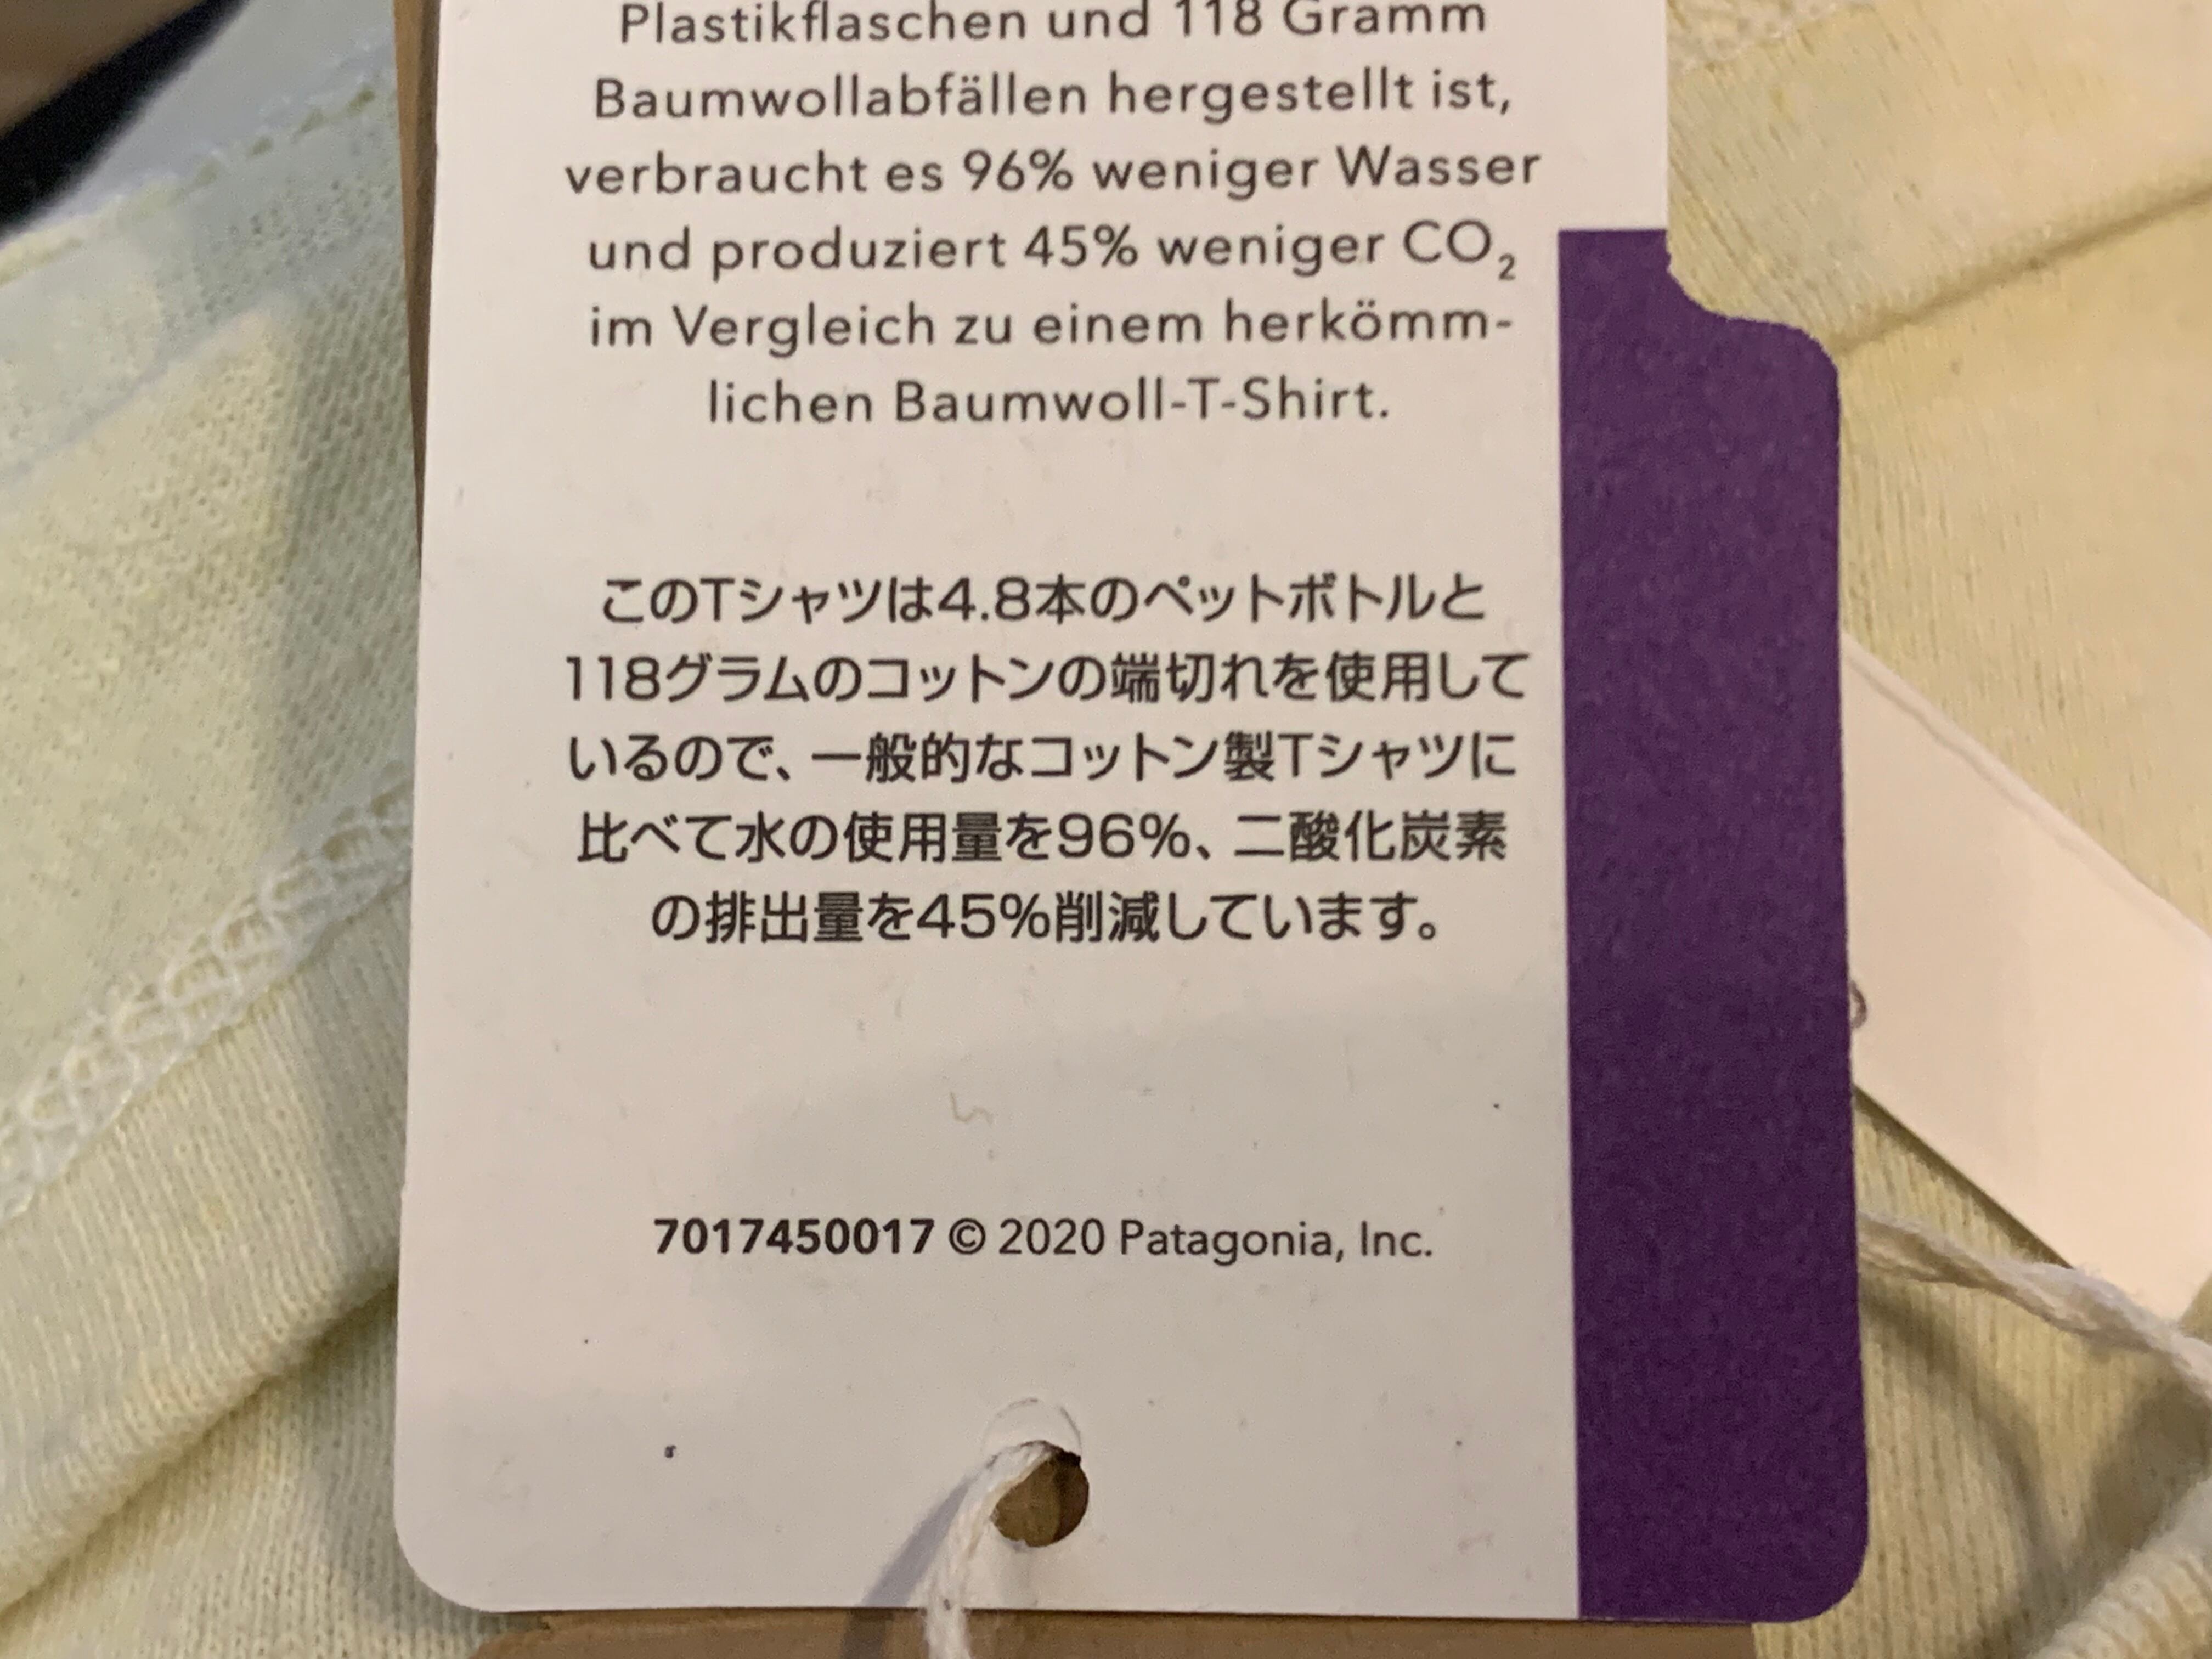 Plastikflaschen und 118 Gramm
Baumwollabfällen hergestellt ist,
verbraucht es 96% weniger Wasser
und produziert 45% weniger CO₂
im Vergleich zu einem herkömm-
lichen Baumwoll-T-Shirt.
このTシャツは4.8本のペットボトルと
118グラムのコットンの端切れを使用して
いるので、一般的なコットン製Tシャツに
比べて水の使用量を96%、二酸化炭素
の排出量を45%削減しています。
7017450017 © 2020 Patagonia, Inc.